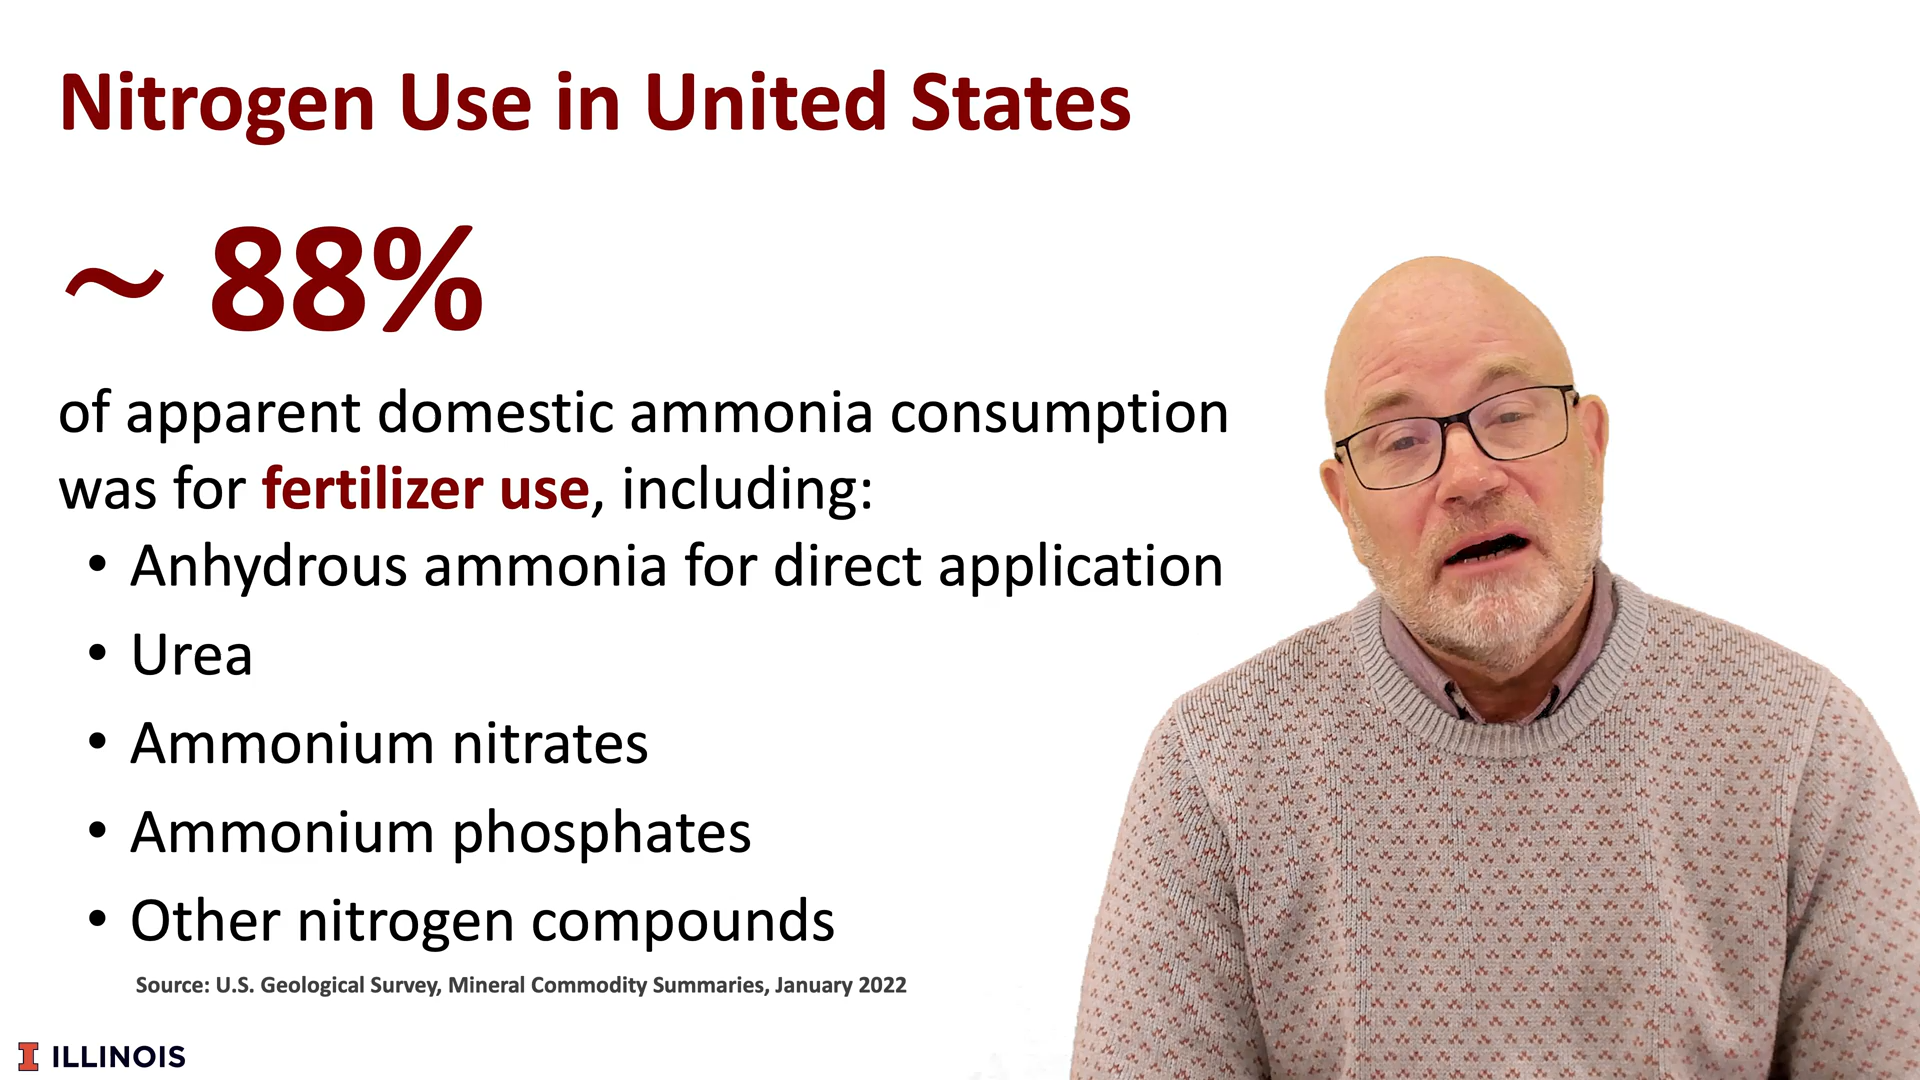 Nitrogen Use in United States
~ 88%
of apparent domestic ammonia consumption
was for fertilizer use, including:
• Anhydrous ammonia for direct application
• Urea
• Ammonium nitrates
• Ammonium phosphates
• Other nitrogen compounds
Source: U.S. Geological Survey, Mineral Commodity Summaries, January 2022
I ILLINOIS